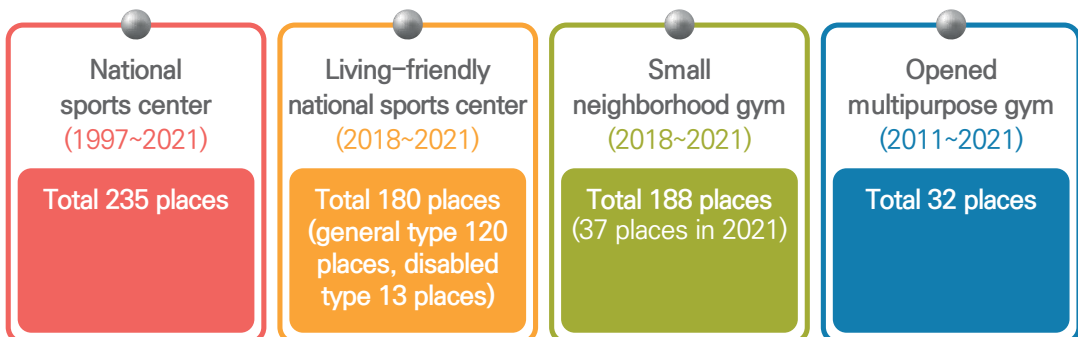 National
sports center
(1997~2021)
Total 235 places
Living-friendly
national sports center
(2018~2021)
Total 180 places
(general type 120
places, disabled
type 13 places)
Small
neighborhood gym
(2018~2021)
Total 188 places
(37 places in 2021)
Opened
multipurpose gym
(2011~2021)
Total 32 places